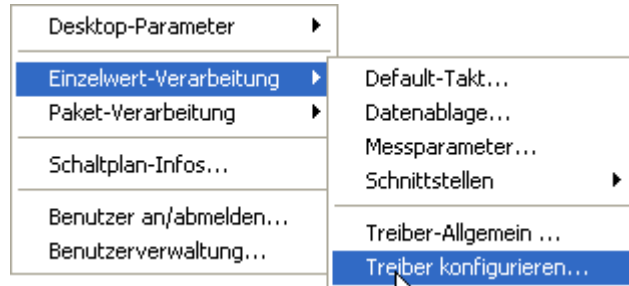 Desktop-Parameter
Einzelwert-Verarbeitung
Paket-Verarbeitung
Schaltplan-Infos...
Benutzer an/abmelden...
Benutzerverwaltung...
Default-Takt...
Datenablage...
Messparameter...
Schnittstellen
Treiber-Allgemein ...
Treiber konfigurieren...